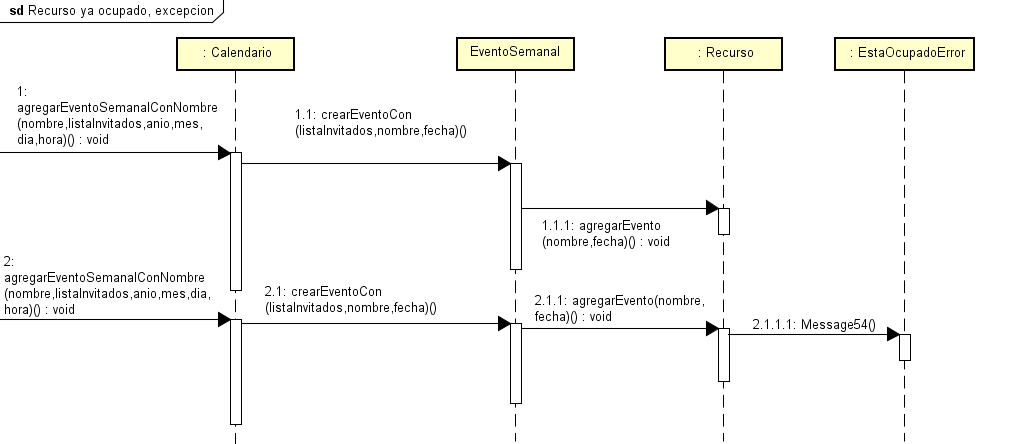 sd Recurso ya ocupado, excepcion
: Calendario
EventoSemanal
: Recurso
: EstaOcupadoError
1:
agregarEventoSemanalConNombre
(nombre,listaInvitados,anio,mes,
dia,hora)() : void
1.1: crearEventoCon
(listaInvitados,nombre,fecha)()
1.1.1: agregarEvento
(nombre,fecha)() : void
2:
agregarEventoSemanalConNombre
(nombre,listaInvitados,anio,mes,dia,
hora)() : void
2.1: crearEventoCon
(listaInvitados,nombre,fecha)()
2.1.1: agregarEvento(nombre,
fecha)() : void
2.1.1.1: Message54()